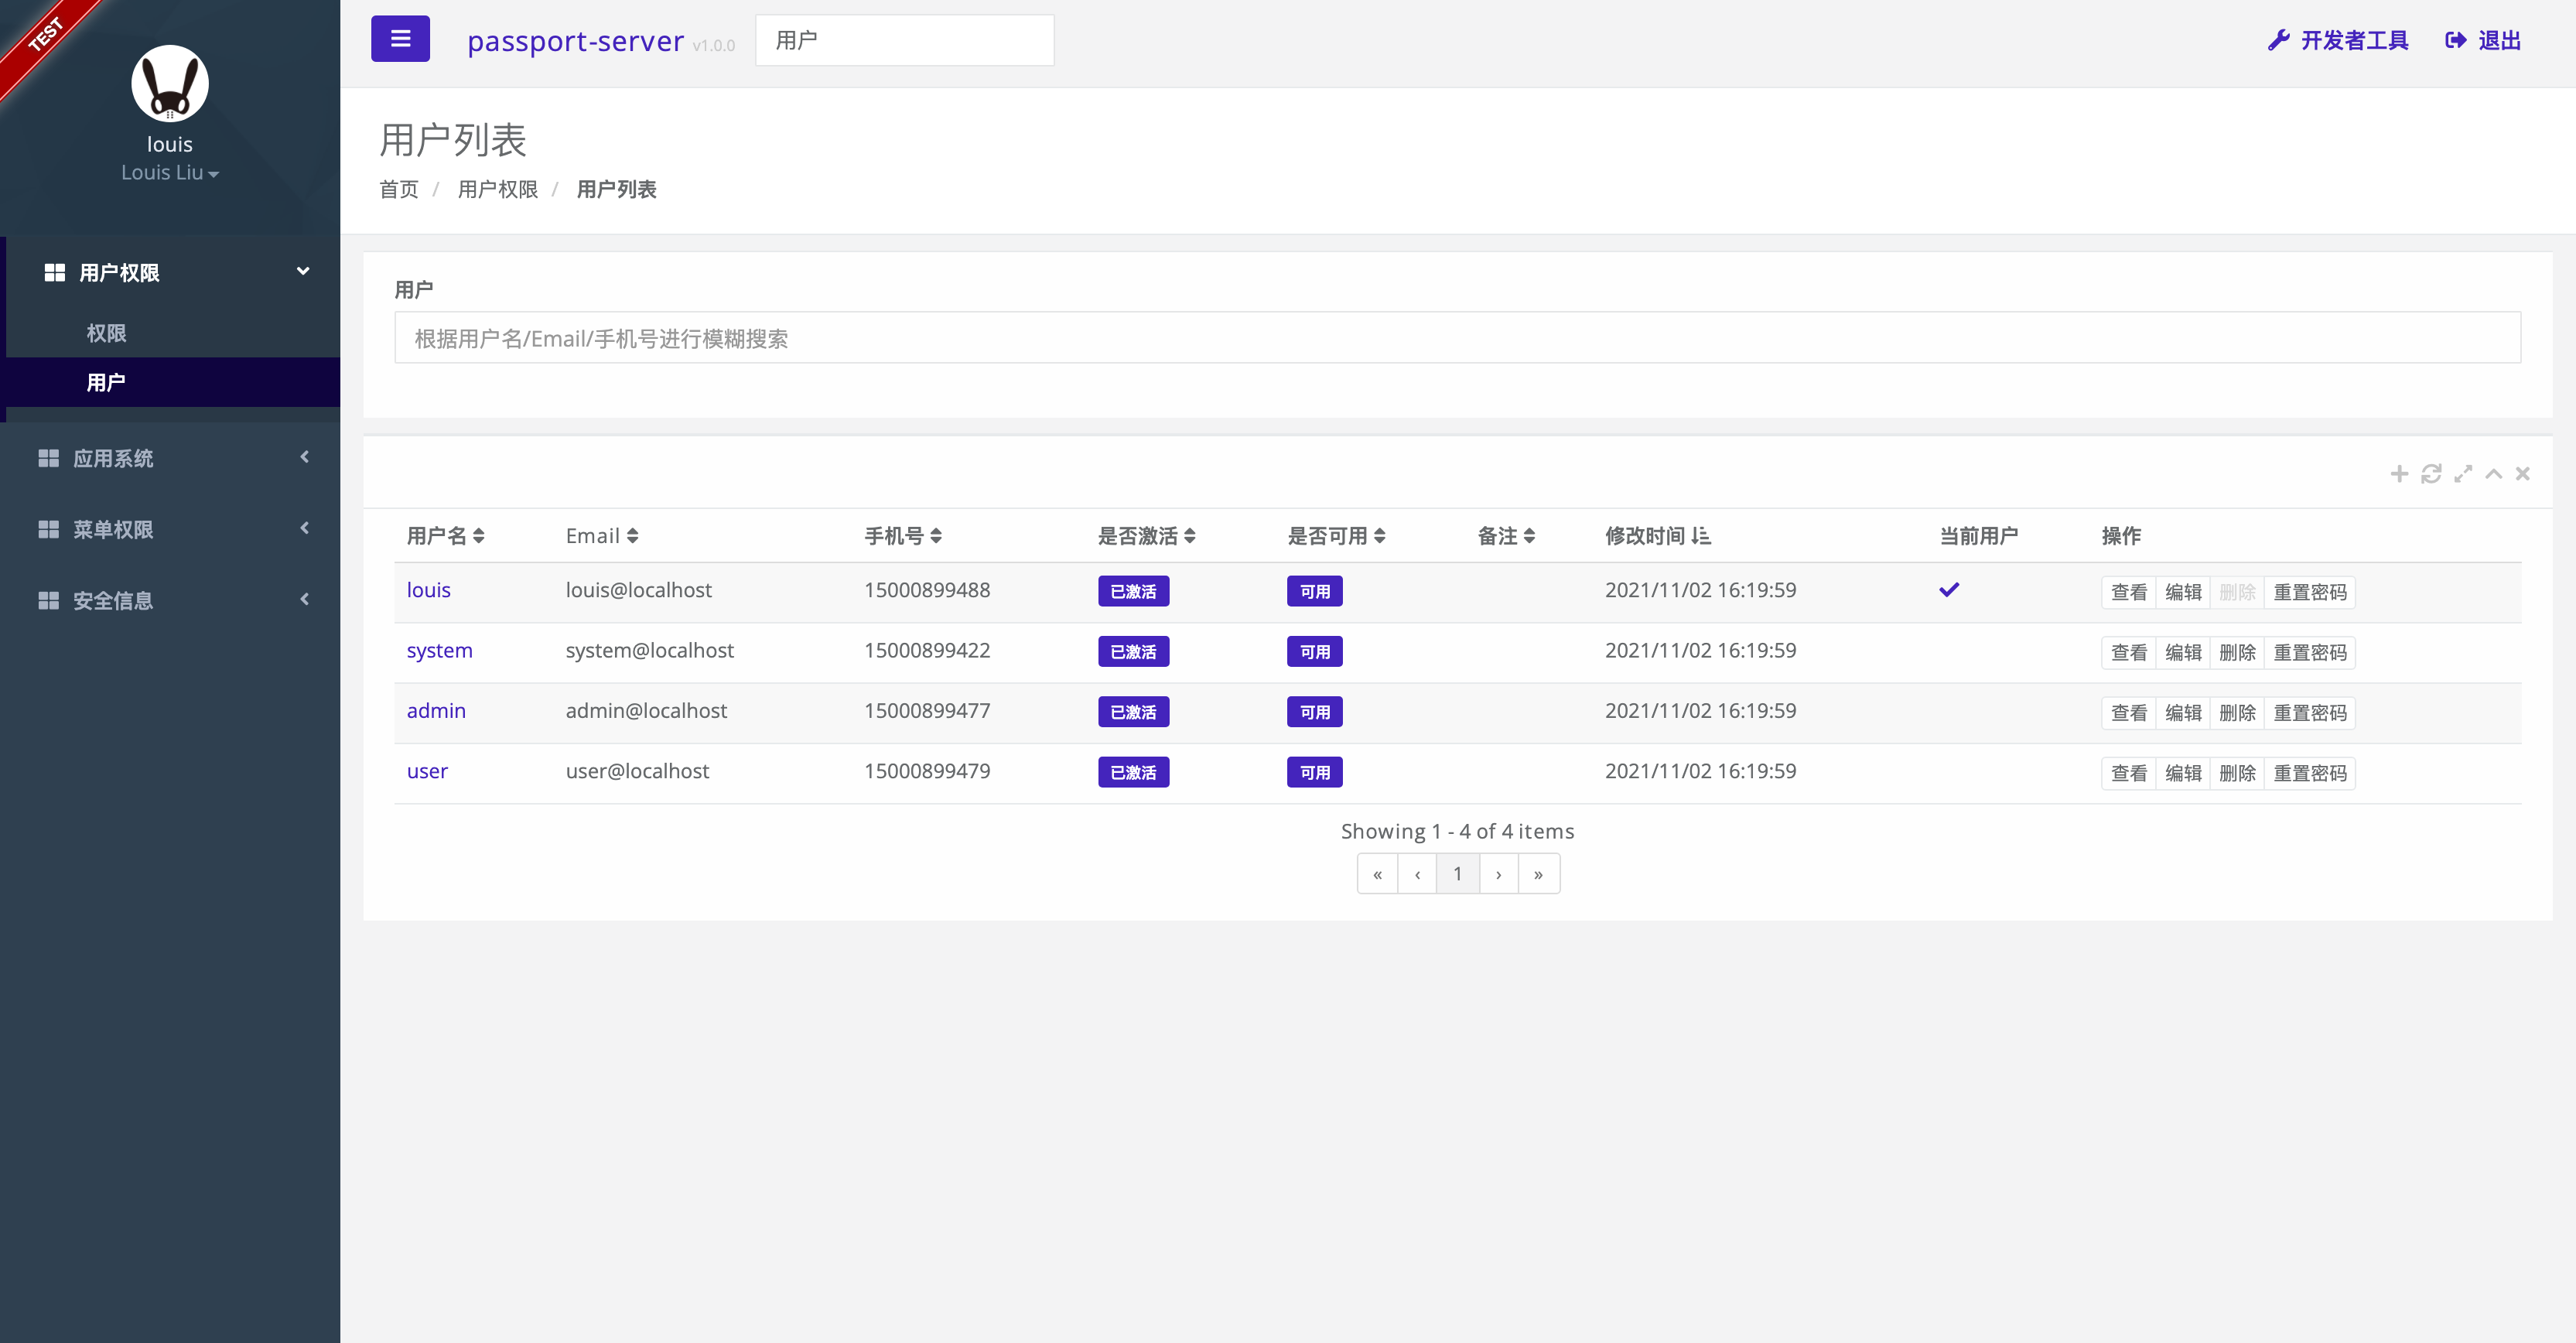 TEST
louis
Louis Liu
用户权限
权限
用户
应用系统
菜单权限
安全信息
passport-server v1.0.0
用户
开发者工具
退出
用户列表
首页 / 用户权限 / 用户列表
用户
根据用户名/Email/手机号进行模糊搜索
用户名 Email 手机号 是否激活 是否可用 备注 修改时间 当前用户 操作
louis louis@localhost 15000899488 已激活 可用 2021/11/02 16:19:59 查看 编辑 删除 重置密码
system system@localhost 15000899422 已激活 可用 2021/11/02 16:19:59 查看 编辑 删除 重置密码
admin admin@localhost 15000899477 已激活 可用 2021/11/02 16:19:59 查看 编辑 删除 重置密码
user user@localhost 15000899479 已激活 可用 2021/11/02 16:19:59 查看 编辑 删除 重置密码
Showing 1 - 4 of 4 items
« ‹ 1 › »